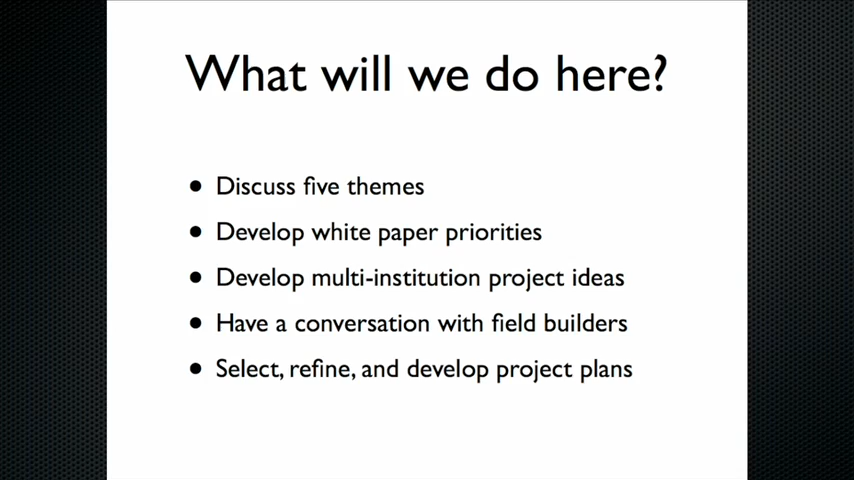 What will we do here?
• Discuss five themes
• Develop white paper priorities
• Develop multi-institution project ideas
• Have a conversation with field builders
• Select, refine, and develop project plans